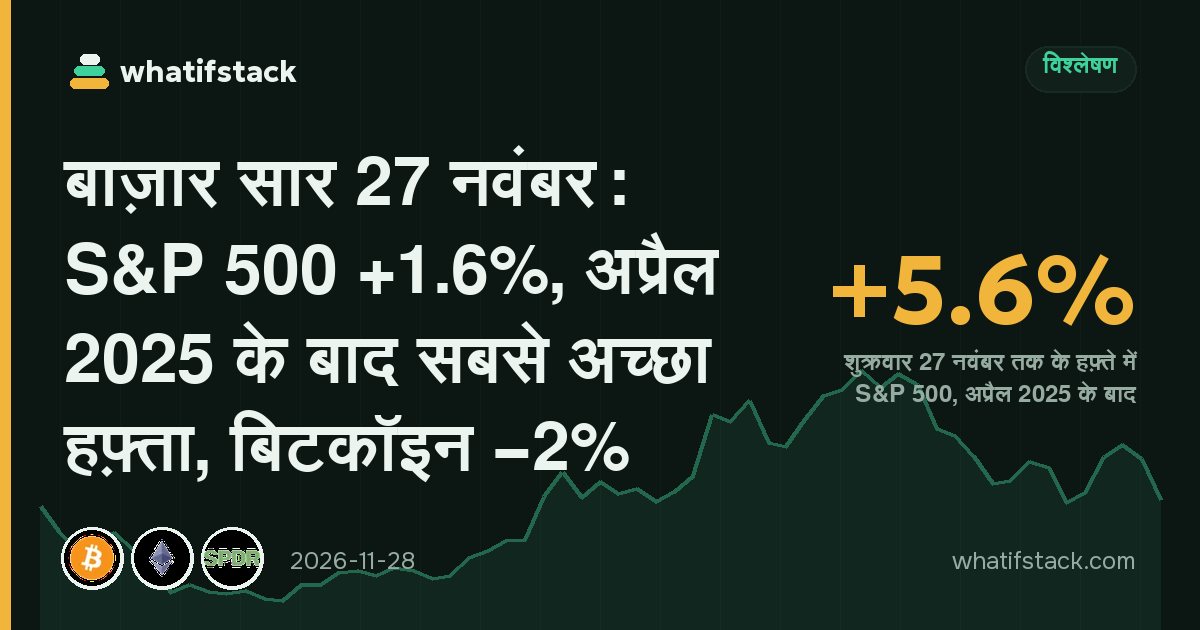 whatifstack
विश्लेषण
बाज़ार सार 27 नवंबर:
S&P 500 +1.6%, अप्रैल
2025 के बाद सबसे अच्छा
हफ़्ता, बिटकॉइन −2%
+5.6%
शुक्रवार 27 नवंबर तक के हफ़्ते में
S&P 500, अप्रैल 2025 के बाद
SPDR
2026-11-28
whatifstack.com